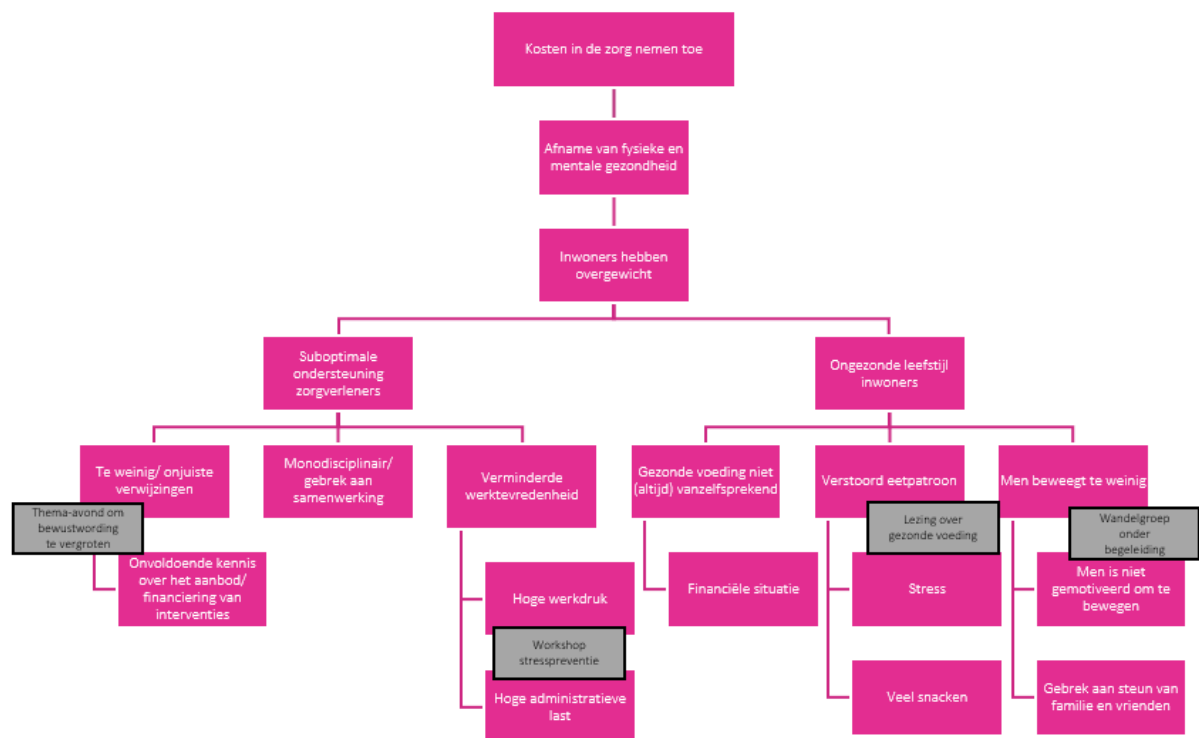 Kosten in de zorg nemen toe
Afname van fysieke en
mentale gezondheid
Inwoners hebben
overgewicht
Suboptimale
ondersteuning
zorgverleners
Ongezonde leefstijl
inwoners
Te weinig/ onjuiste
verwijzingen
Monodisciplinair/
gebrek aan
samenwerking
Verminderde
werktevredenheid
Gezonde voeding niet
(altijd) vanzelfsprekend
Verstoord eetpatroon
Men beweegt te weinig
Thema-avond om
bewustwording
te vergroten
Lezing over
gezonde voeding
Wandelgroep
onder
begeleiding
Onvoldoende kennis
over het aanbod/
financiering van
interventies
Hoge werkdruk
Financiële situatie
Stress
Men is niet
gemotiveerd om te
bewegen
Workshop
stresspreventie
Hoge administratieve
last
Veel snacken
Gebrek aan steun van
familie en vrienden